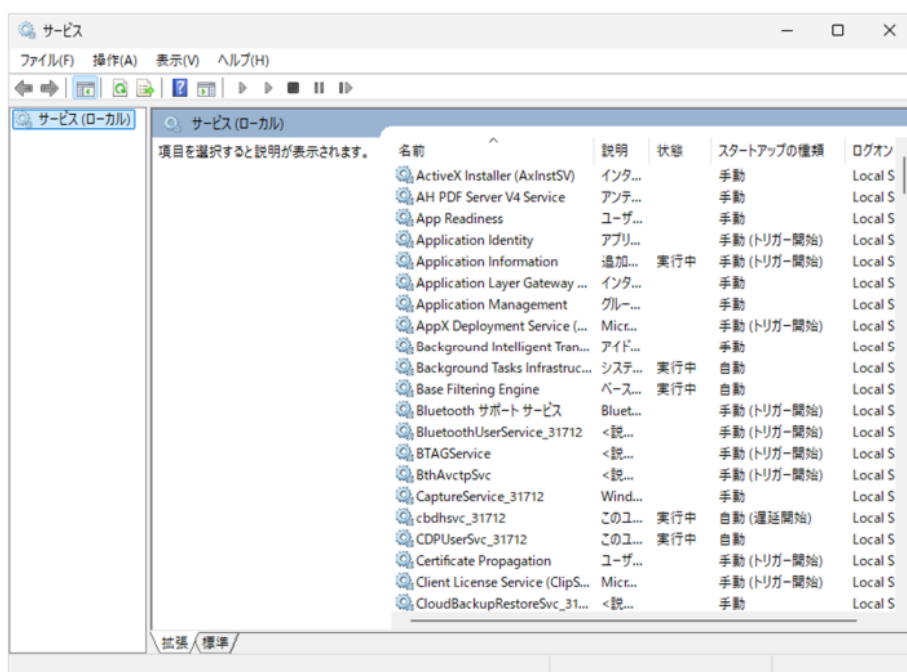 サービス
ファイル(F) 操作(A) 表示(V) ヘルプ(H)
サービス (ローカル)
サービス (ローカル)
項目を選択すると説明が表示されます。
名前 説明 状態 スタートアップの種類 ログオン
ActiveX Installer (AxInstSV) インタ... 手動 Local S
AH PDF Server V4 Service アンテ... 手動 Local S
App Readiness ユーザ... 手動 Local S
Application Identity アプリ... 手動 (トリガー開始) Local S
Application Information 追加... 実行中 手動 (トリガー開始) Local S
Application Layer Gateway ... インタ... 手動 Local S
Application Management グルー... 手動 Local S
AppX Deployment Service (... Micr... 手動 (トリガー開始) Local S
Background Intelligent Tran... アイド... 手動 Local S
Background Tasks Infrastruc... システ... 実行中 自動 Local S
Base Filtering Engine ベース... 実行中 自動 Local S
Bluetooth サポート サービス Bluet... 手動 (トリガー開始) Local S
BluetoothUserService_31712 <説... 手動 (トリガー開始) Local S
BTAGService <説... 手動 (トリガー開始) Local S
BthAvctpSvc <説... 手動 (トリガー開始) Local S
CaptureService_31712 Wind... 手動 Local S
cbdhsvc_31712 このユ... 実行中 自動 (遅延開始) Local S
CDPUserSvc_31712 このユ... 実行中 自動 Local S
Certificate Propagation ユーザ... 手動 (トリガー開始) Local S
Client License Service (ClipS... Micr... 手動 (トリガー開始) Local S
CloudBackupRestoreSvc_31... <説... 手動 Local S
拡張 標準